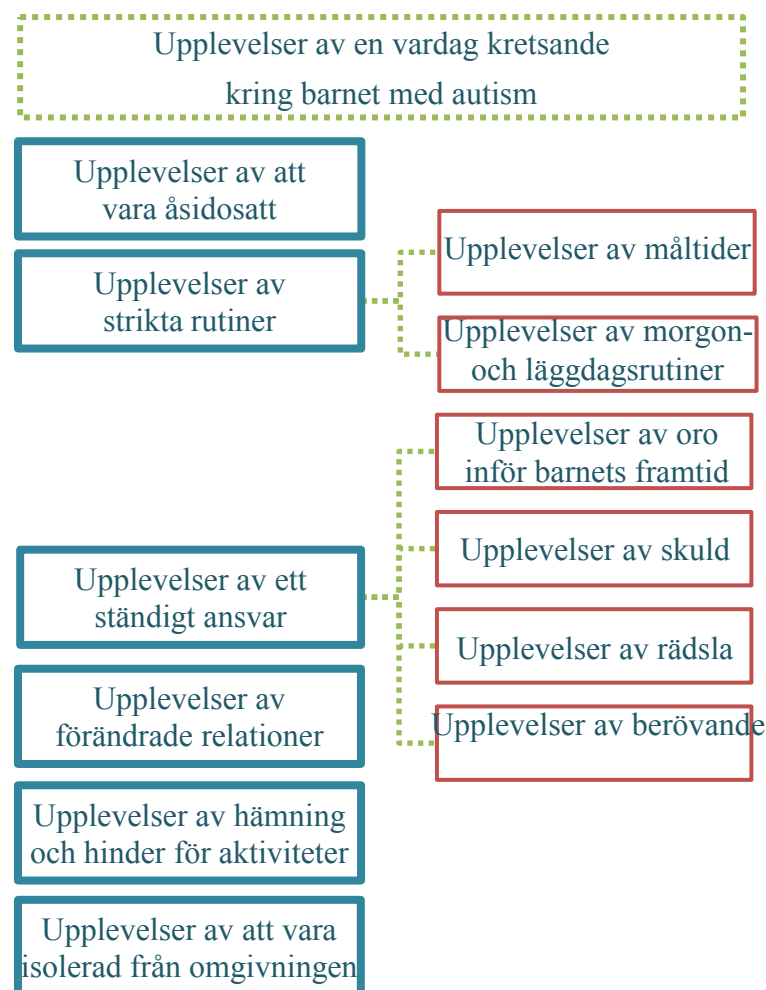 Upplevelser av en vardag kretsande
kring barnet med autism
Upplevelser av att
vara åsidosatt
Upplevelser av
strikta rutiner
Upplevelser av måltider
Upplevelser av morgon-
och läggdagsrutiner
Upplevelser av ett
ständigt ansvar
Upplevelser av oro
inför barnets framtid
Upplevelser av skuld
Upplevelser av rädsla
Upplevelser av berövande
Upplevelser av
förändrade relationer
Upplevelser av hämning
och hinder för aktiviteter
Upplevelser av att vara
isolerad från omgivningen